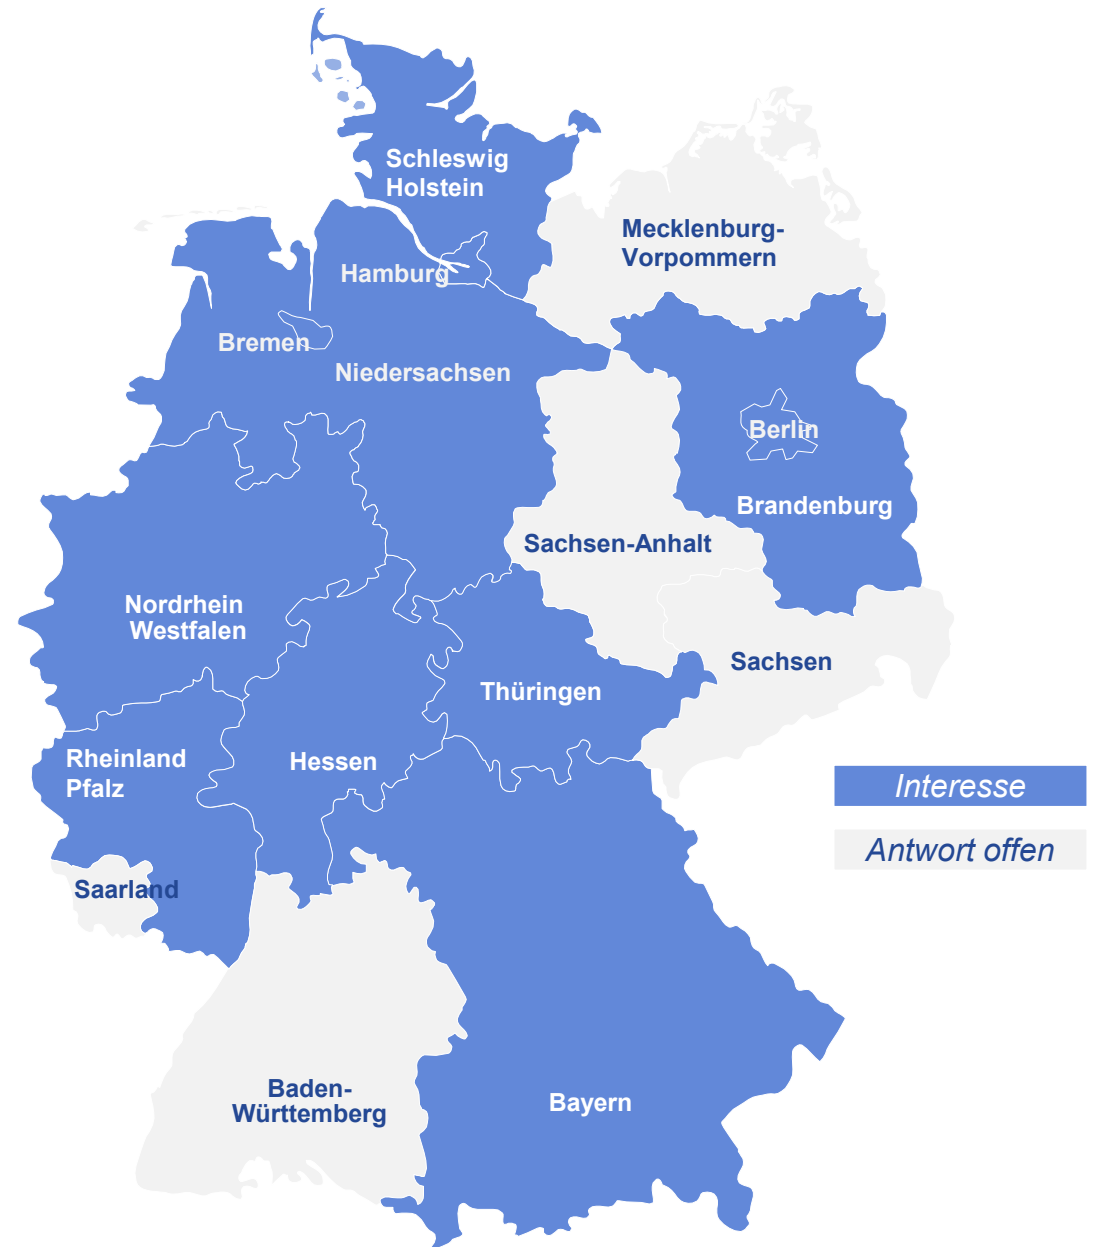 Schleswig
Holstein
Mecklenburg-
Vorpommern
Hamburg
Bremen
Niedersachsen
Berlin
Brandenburg
Sachsen-Anhalt
Nordrhein
Westfalen
Sachsen
Thüringen
Rheinland
Pfalz
Hessen
Interesse
Antwort offen
Saarland
Baden-
Württemberg
Bayern